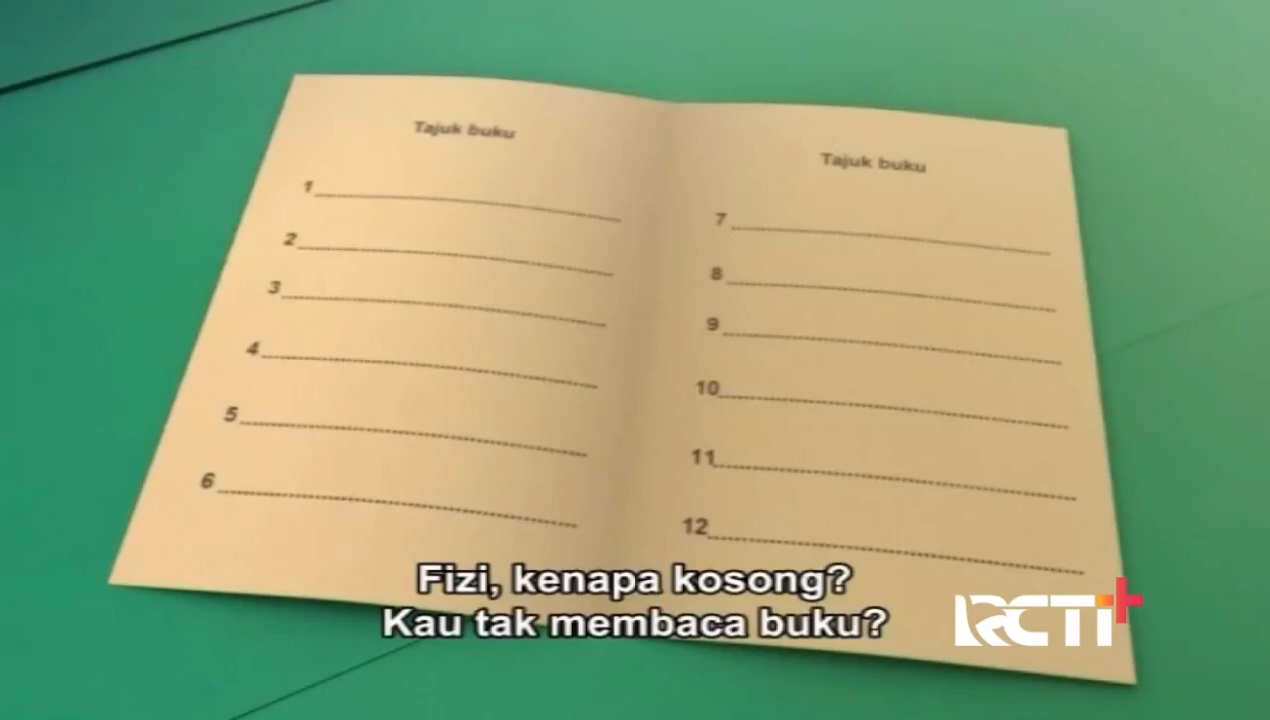 Tajuk buku
1
2
3
4
5
6
Tajuk buku
7
8
9
10
11
12
Fizi, kenapa kosong?
Kau tak membaca buku?
RCTI+